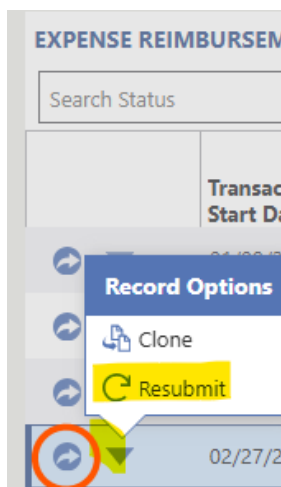 EXPENSE REIMBURSEM
Search Status
Transac
Start Da
Record Options
Clone
Resubmit
02/27/2